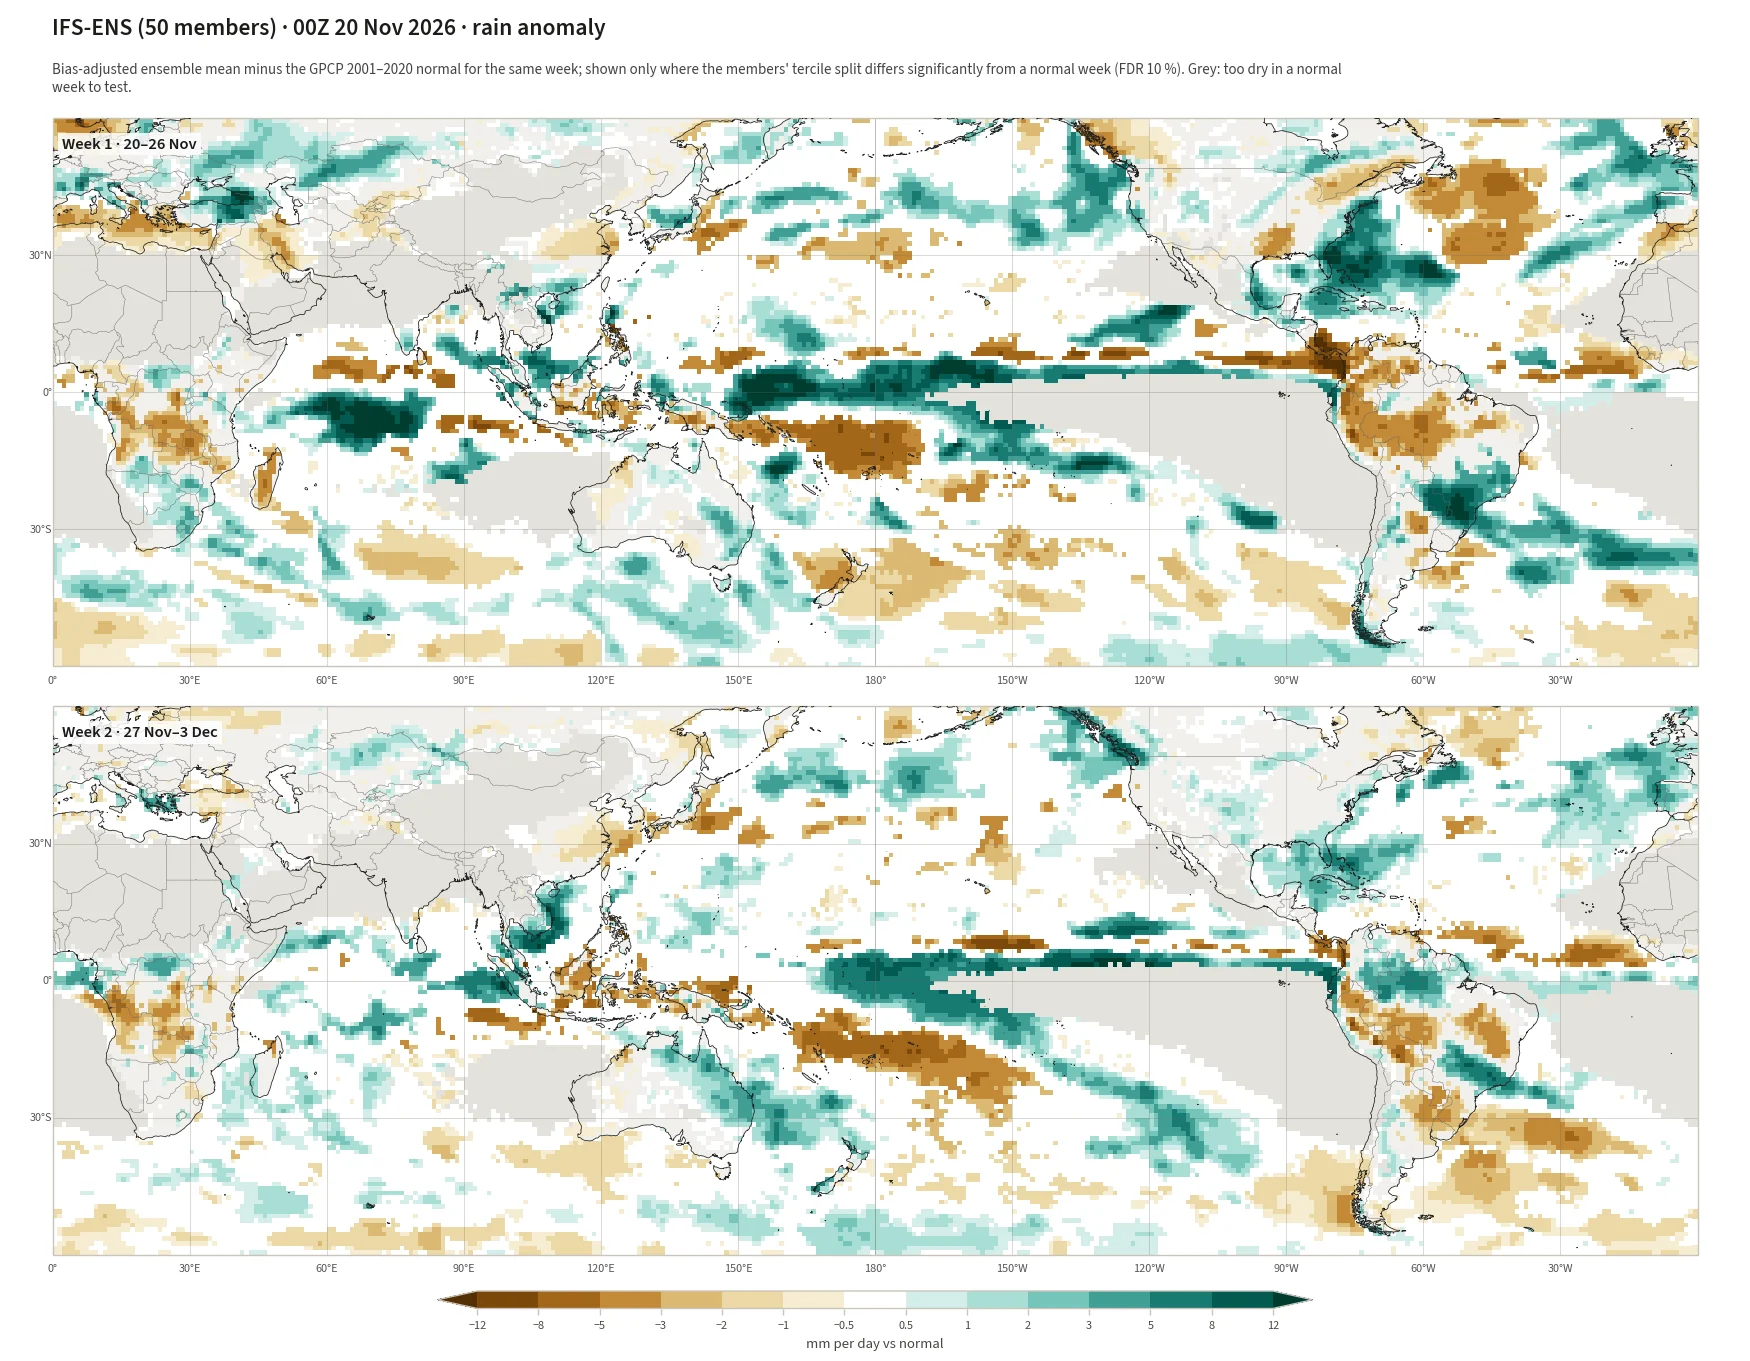 IFS-ENS (50 members) · 00Z 20 Nov 2026 · rain anomaly
Bias-adjusted ensemble mean minus the GPCP 2001–2020 normal for the same week; shown only where the members' tercile split differs significantly from a normal week (FDR 10 %). Grey: too dry in a normal
week to test.
Week 1 · 20–26 Nov
30°N
0°
30°S
0° 30°E 60°E 90°E 120°E 150°E 180° 150°W 120°W 90°W 60°W 30°W
Week 2 · 27 Nov–3 Dec
30°N
0°
30°S
0° 30°E 60°E 90°E 120°E 150°E 180° 150°W 120°W 90°W 60°W 30°W
−12 −8 −5 −3 −2 −1 −0.5 0.5 1 2 3 5 8 12
mm per day vs normal